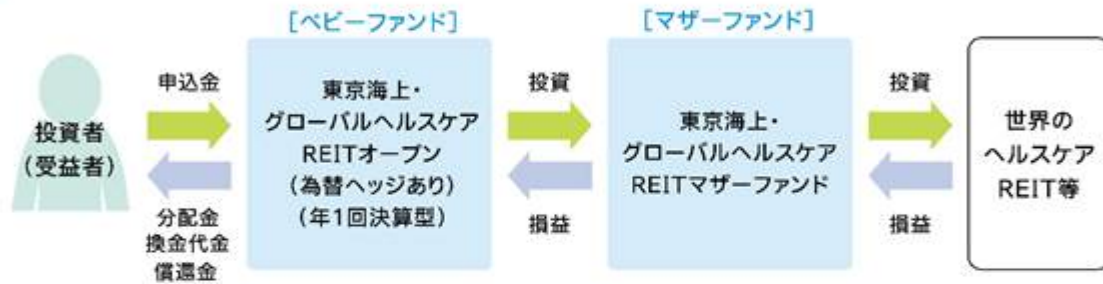 [ベビーファンド]
[マザーファンド]
投資者
(受益者)
申込金
分配金
換金代金
償還金
東京海上・
グローバルヘルスケア
REITオープン
(為替ヘッジあり)
(年1回決算型)
投資
損益
東京海上・
グローバルヘルスケア
REITマザーファンド
投資
損益
世界の
ヘルスケア
REIT等